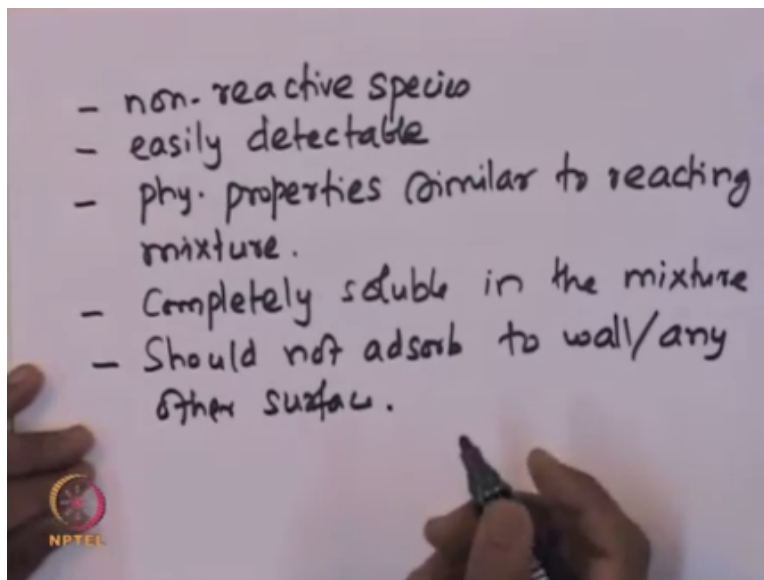 - non-reactive species
- easily detectable
- phy. properties similar to reacting
mixture.
- Completely soluble in the mixture
- Should not adsorb to wall/any
other surface.
NPTEL